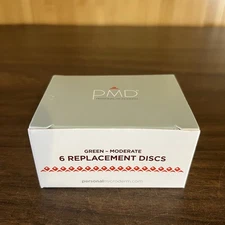 PMD
GREEN – MODERATE
6 REPLACEMENT DISCS